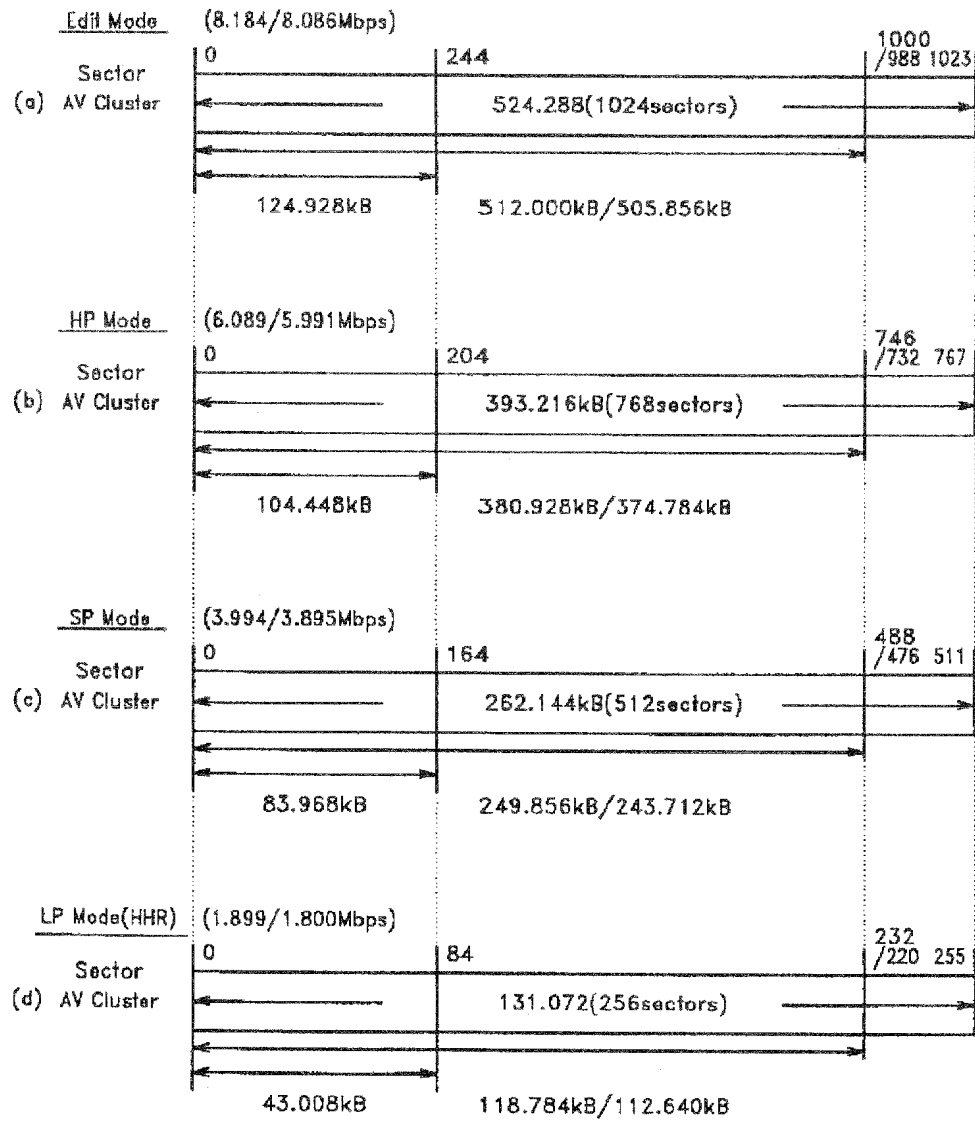 Edit Mode (8.184/8.086Mbps)
1000
0 244 /988 1023
Sector
(a) AV Cluster 524.288(1024sectors)
124.928kB 512.000kB/505.856kB
HP Mode (6.089/5.991Mbps)
746
0 204 /732 767
Sector
(b) AV Cluster 393.216kB(768sectors)
104.448kB 380.928kB/374.784kB
SP Mode (3.994/3.895Mbps)
488
0 164 /476 511
Sector
(c) AV Cluster 262.144kB(512sectors)
83.968kB 249.856kB/243.712kB
LP Mode(HHR) (1.899/1.800Mbps)
232
0 84 /220 255
Sector
(d) AV Cluster 131.072(256sectors)
43.008kB 118.784kB/112.640kB